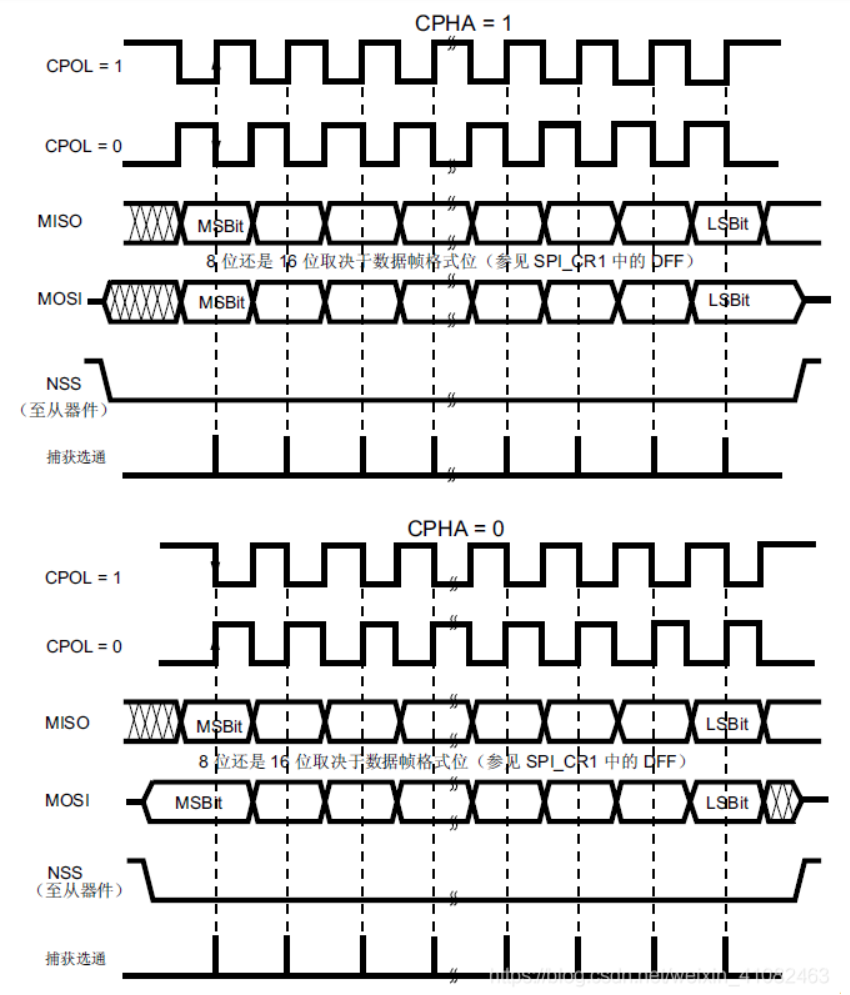 CPHA = 1
CPOL = 1
CPOL = 0
MISO
MSBit
LSBit
8 位还是 16 位取决于数据帧格式位（参见 SPI_CR1 中的 DFF）
MOSI
MSBit
LSBit
NSS
（至从器件）
捕获选通
CPHA = 0
CPOL = 1
CPOL = 0
MISO
MSBit
LSBit
8 位还是 16 位取决于数据帧格式位（参见 SPI_CR1 中的 DFF）
MOSI
MSBit
LSBit
NSS
（至从器件）
捕获选通
https://blog.csdn.net/weixin_41082463